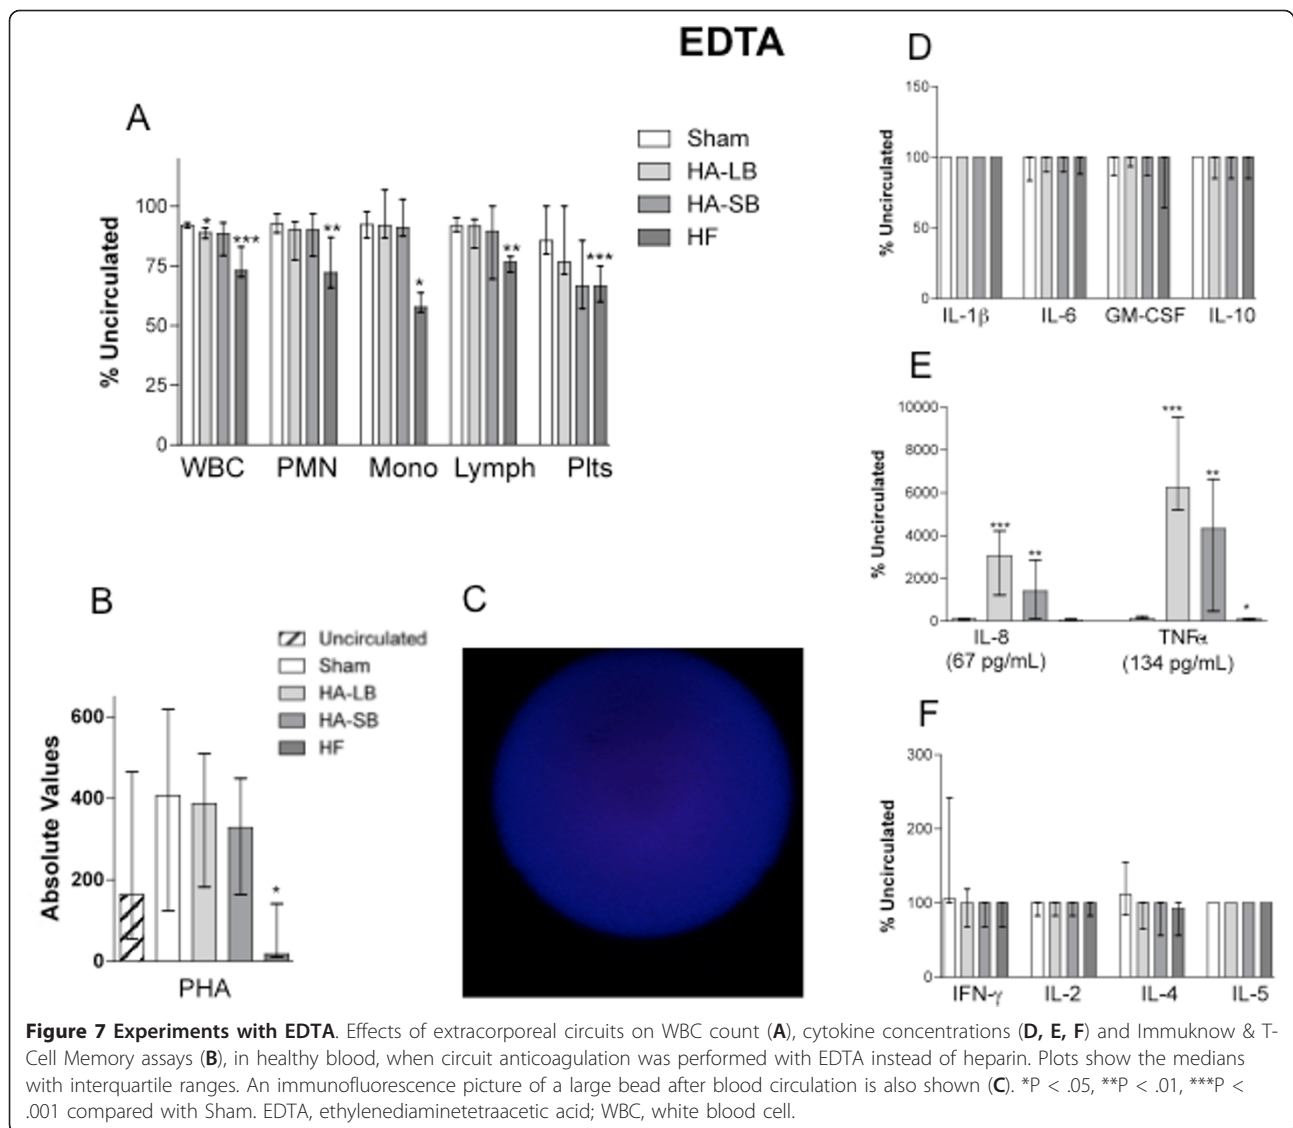 EDTA
A
% Uncirculated
100
75
50
25
0
* *** ** * ** ***
WBC PMN Mono Lymph Plts
Sham
HA-LB
HA-SB
HF
B
Absolute Values
600
400
200
0
*
PHA
Uncirculated
Sham
HA-LB
HA-SB
HF
C
D
% Uncirculated
150
100
50
0
IL-1β IL-6 GM-CSF IL-10
E
% Uncirculated
10000
8000
6000
4000
2000
0
*** ** *** ** *
IL-8 TNFα
(67 pg/mL) (134 pg/mL)
F
% Uncirculated
300
200
100
0
IFN-γ IL-2 IL-4 IL-5
Figure 7 Experiments with EDTA. Effects of extracorporeal circuits on WBC count (A), cytokine concentrations (D, E, F) and Immuknow & T-
Cell Memory assays (B), in healthy blood, when circuit anticoagulation was performed with EDTA instead of heparin. Plots show the medians
with interquartile ranges. An immunofluorescence picture of a large bead after blood circulation is also shown (C). *P < .05, **P < .01, ***P <
.001 compared with Sham. EDTA, ethylenediaminetetraacetic acid; WBC, white blood cell.